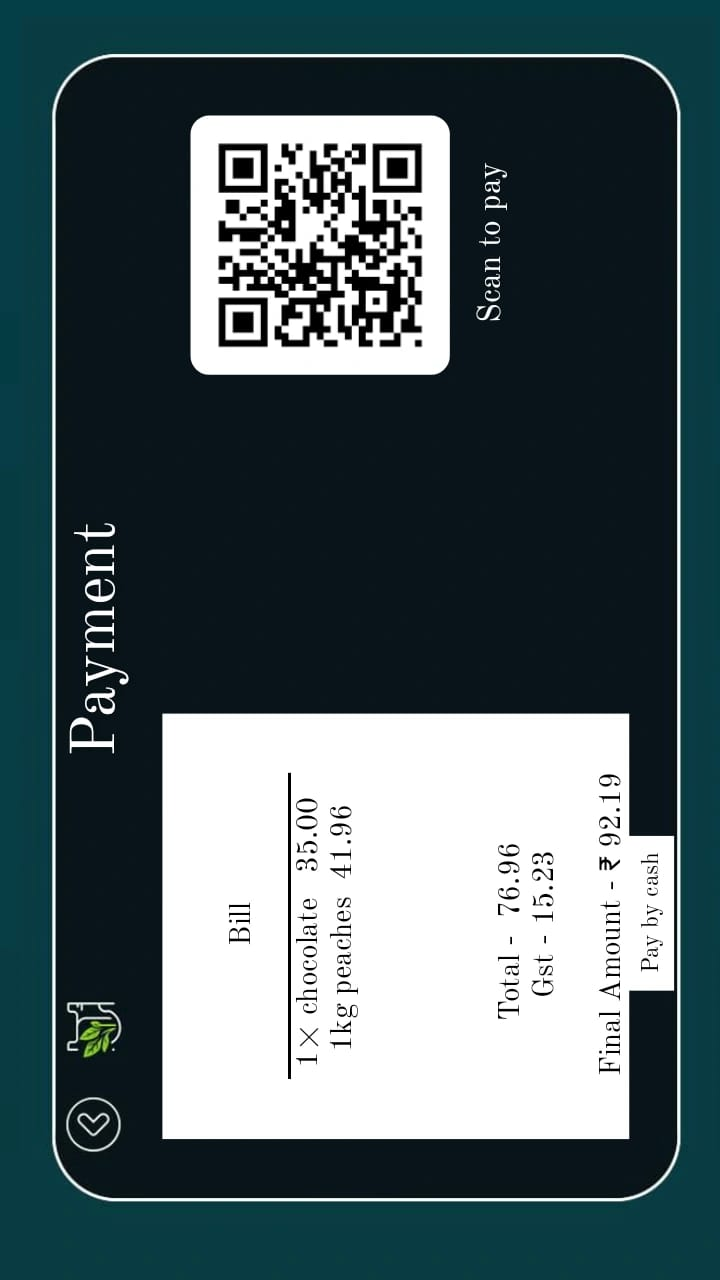 Payment
Bill
1× chocolate 35.00
1kg peaches 41.96
Total - 76.96
Gst - 15.23
Final Amount - ₹ 92.19
Pay by cash
Scan to pay